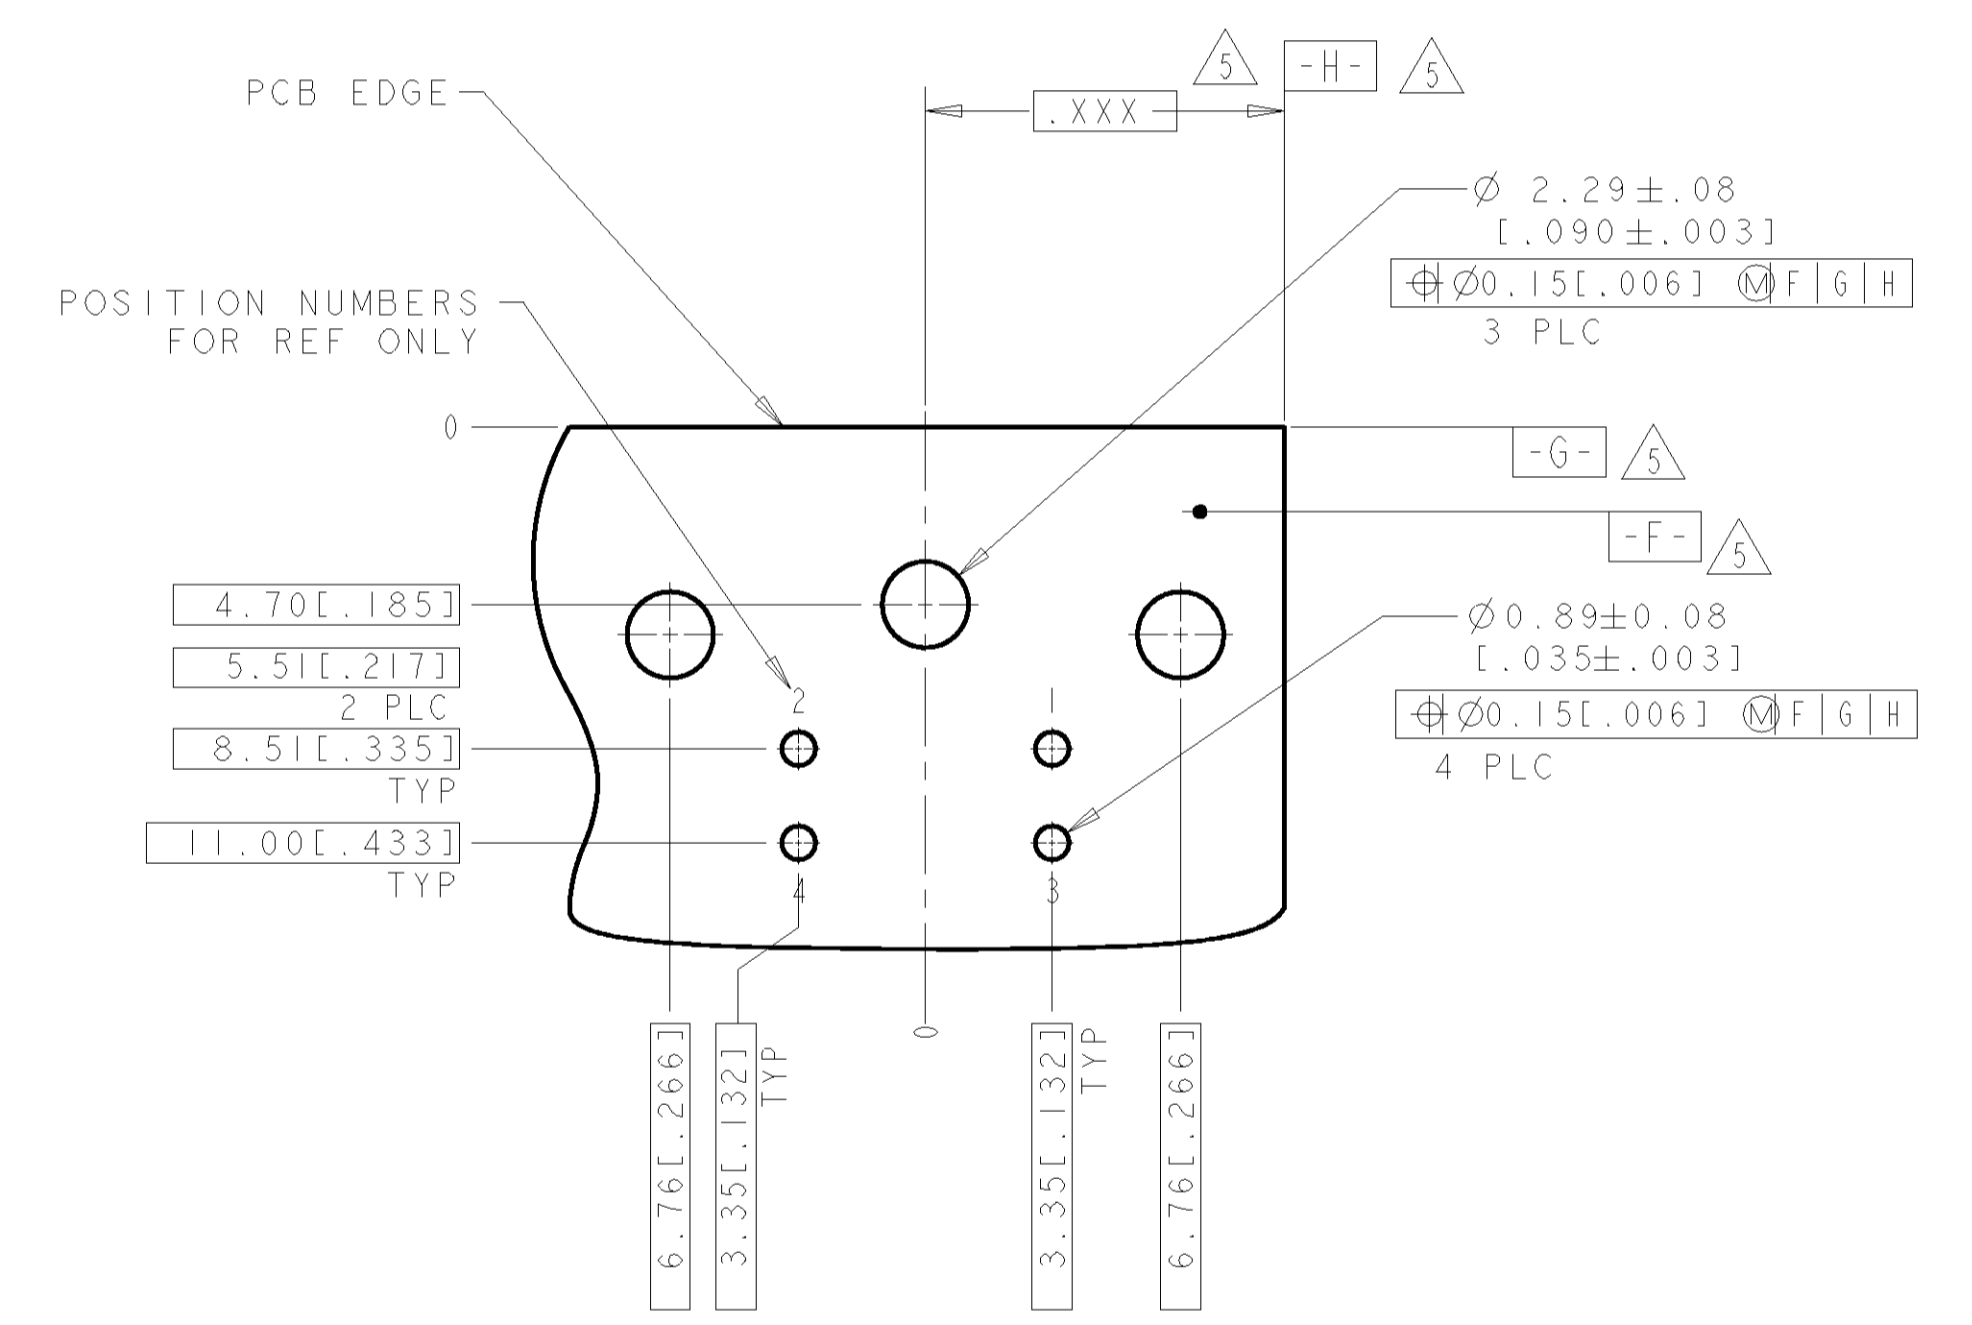 5
-H-
5
PCB EDGE
.XXX
⌀ 2.29±.08
[.090±.003]
⌖ ⌀0.15[.006] Ⓜ F G H
3 PLC
POSITION NUMBERS
FOR REF ONLY
0
-G-
5
-F-
5
4.70[.185]
⌀0.89±0.08
[.035±.003]
⌖ ⌀0.15[.006] Ⓜ F G H
4 PLC
5.51[.217]
2 PLC
2
1
8.51[.335]
TYP
11.00[.433]
TYP
4
3
6.76[.266]
3.35[.132]
TYP
0
3.35[.132]
TYP
6.76[.266]